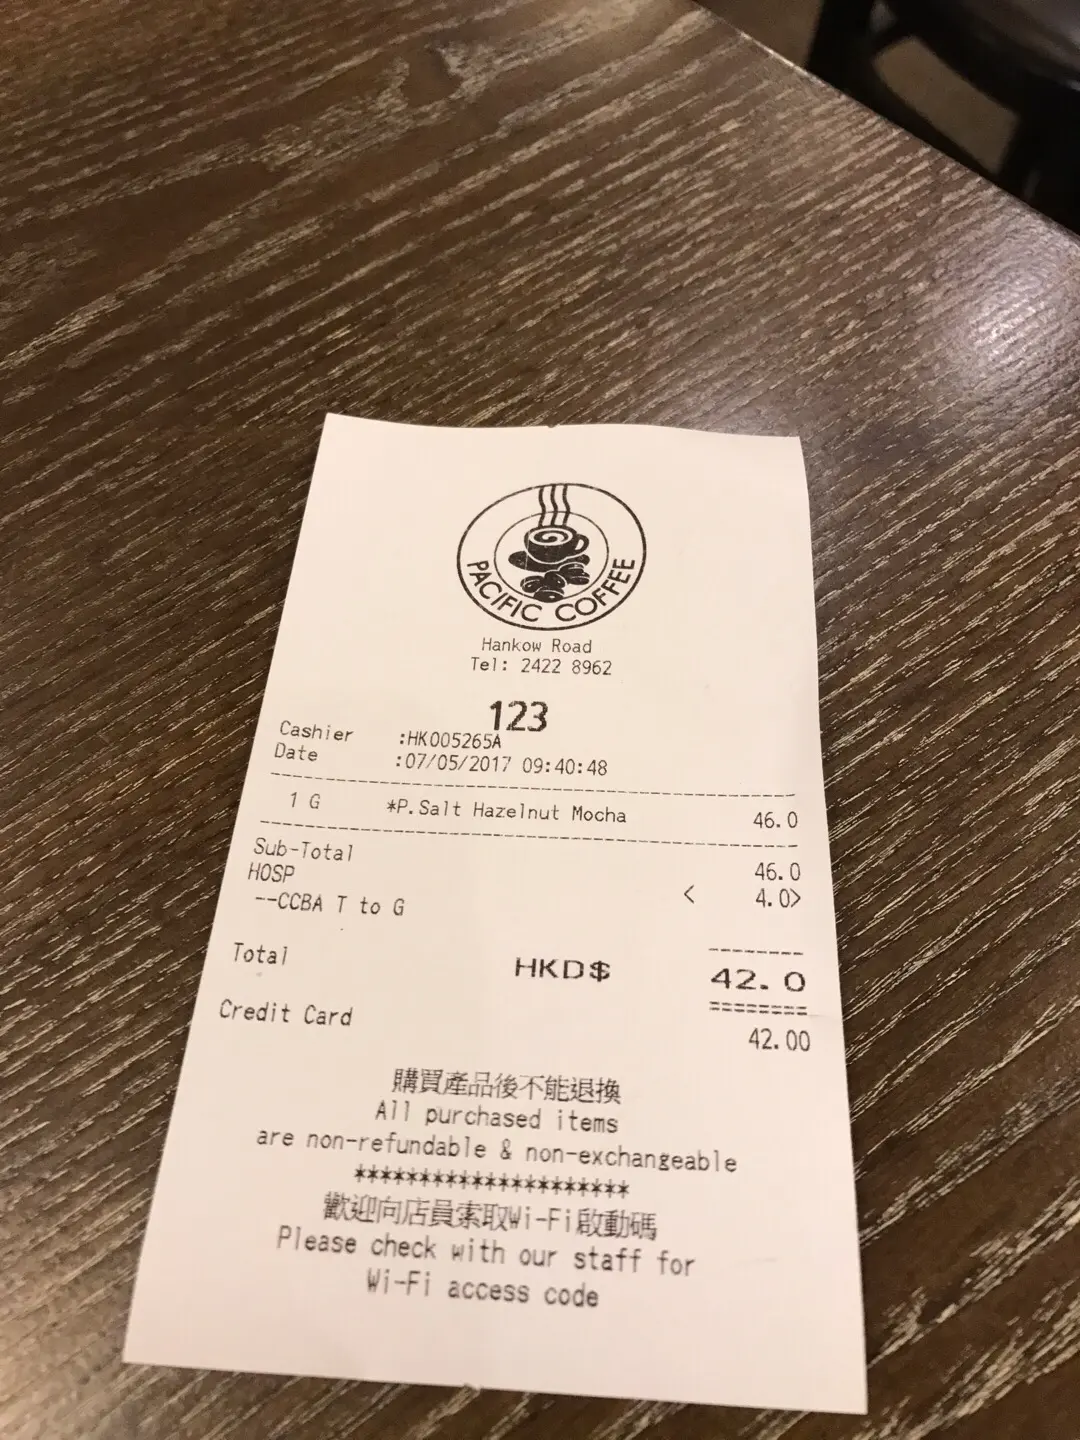 PACIFIC COFFEE
Hankow Road
Tel: 2422 8962
123
Cashier :HK005265A
Date :07/05/2017 09:40:48
1 G *P.Salt Hazelnut Mocha 46.0
Sub-Total 46.0
HOSP < 4.0>
--CCBA T to G
Total HKD$ 42.0
========
Credit Card 42.00
購買產品後不能退換
All purchased items
are non-refundable & non-exchangeable
*********************
歡迎向店員索取Wi-Fi啟動碼
Please check with our staff for
Wi-Fi access code